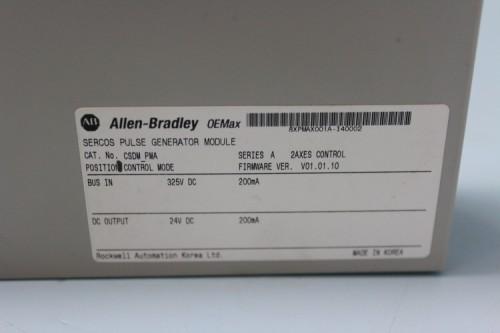 AB Allen-Bradley OEMax
8XPMAX001A-140002
SERCOS PULSE GENERATOR MODULE
CAT. No. CSDM_PMA SERIES A 2AXES CONTROL
POSITION CONTROL MODE FIRMWARE VER. V01.01.10
BUS IN 325V DC 200mA
DC OUTPUT 24V DC 200mA
Rockwell Automation Korea Ltd. MADE IN KOREA